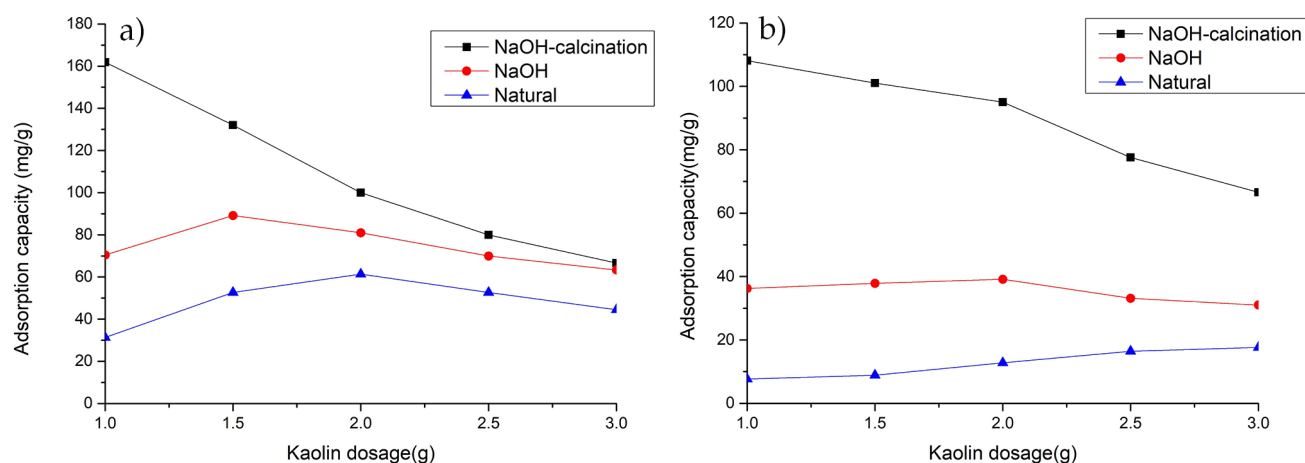 a)
NaOH-calcination
NaOH
Natural
180
160
140
120
100
80
60
40
20
0
1.0 1.5 2.0 2.5 3.0
Adsorption capacity (mg/g)
Kaolin dosage(g)
b)
NaOH-calcination
NaOH
Natural
120
100
80
60
40
20
0
1.0 1.5 2.0 2.5 3.0
Adsorption capacity(mg/g)
Kaolin dosage(g)